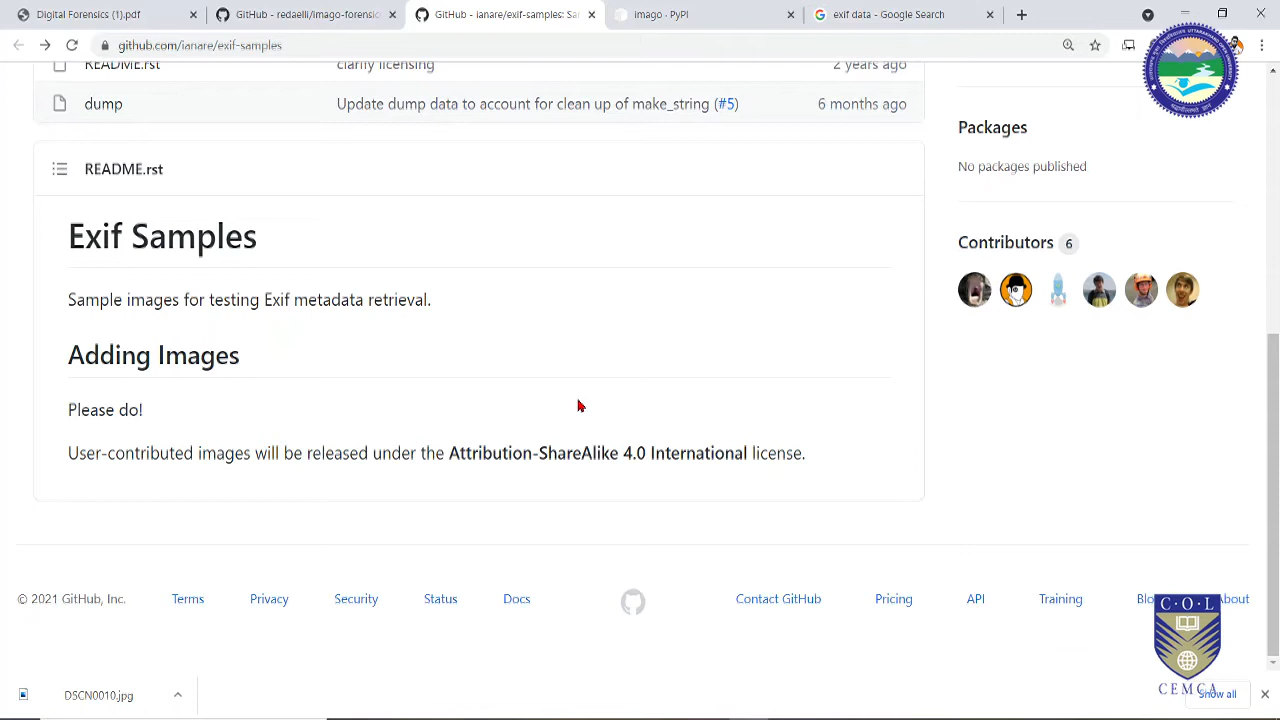 Digital Forensics (1).pdf
GitHub - redaelli/imago-forensic
GitHub - ianare/exif-samples: Sa
imago · PyPI
exif data - Google Search
github.com/ianare/exif-samples
README.rst clarify licensing 2 years ago
dump Update dump data to account for clean up of make_string (#5) 6 months ago
Packages
No packages published
README.rst
Exif Samples
Contributors 6
Sample images for testing Exif metadata retrieval.
Adding Images
Please do!
User-contributed images will be released under the Attribution-ShareAlike 4.0 International license.
© 2021 GitHub, Inc. Terms Privacy Security Status Docs Contact GitHub Pricing API Training Blo About
C·O·L
CEMCA
DSCN0010.jpg
Show all